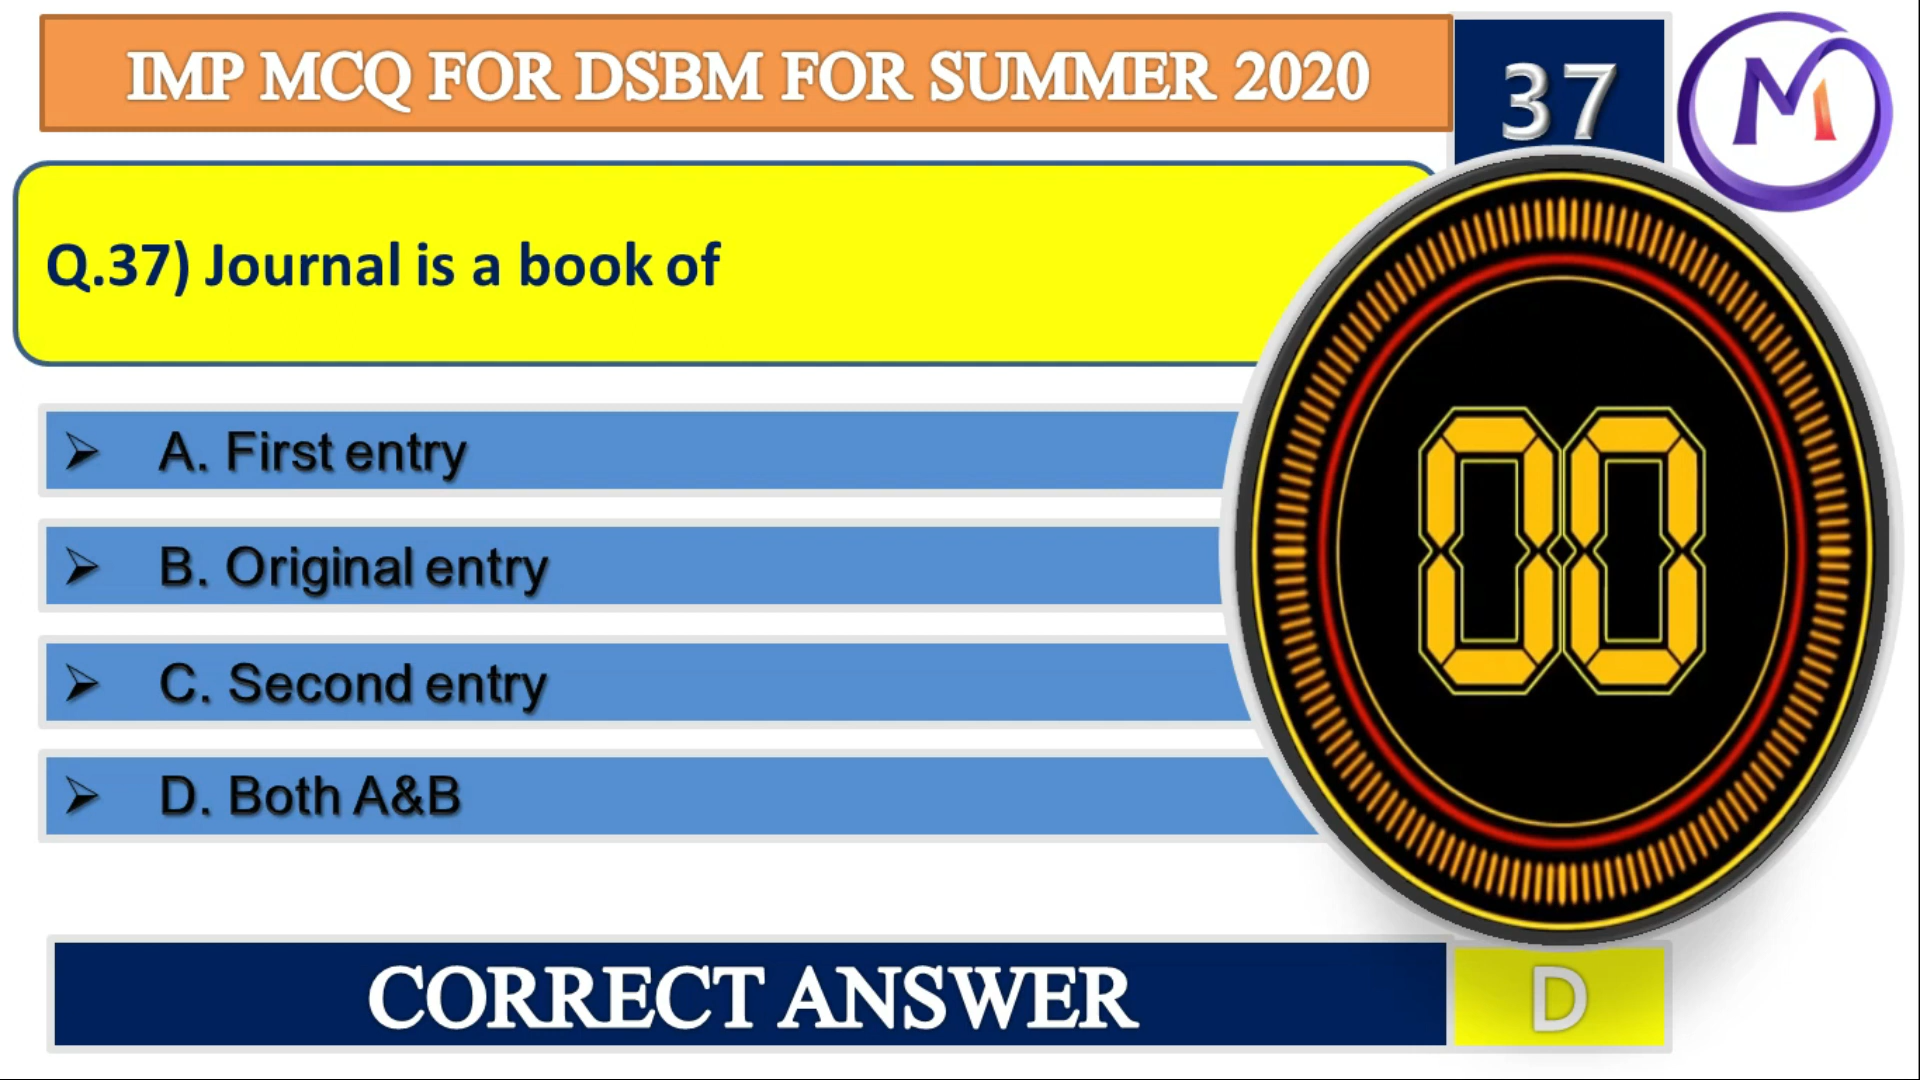 IMP MCQ FOR DSBM FOR SUMMER 2020
37
M
Q.37) Journal is a book of
A. First entry
B. Original entry
C. Second entry
D. Both A&B
00
CORRECT ANSWER
D